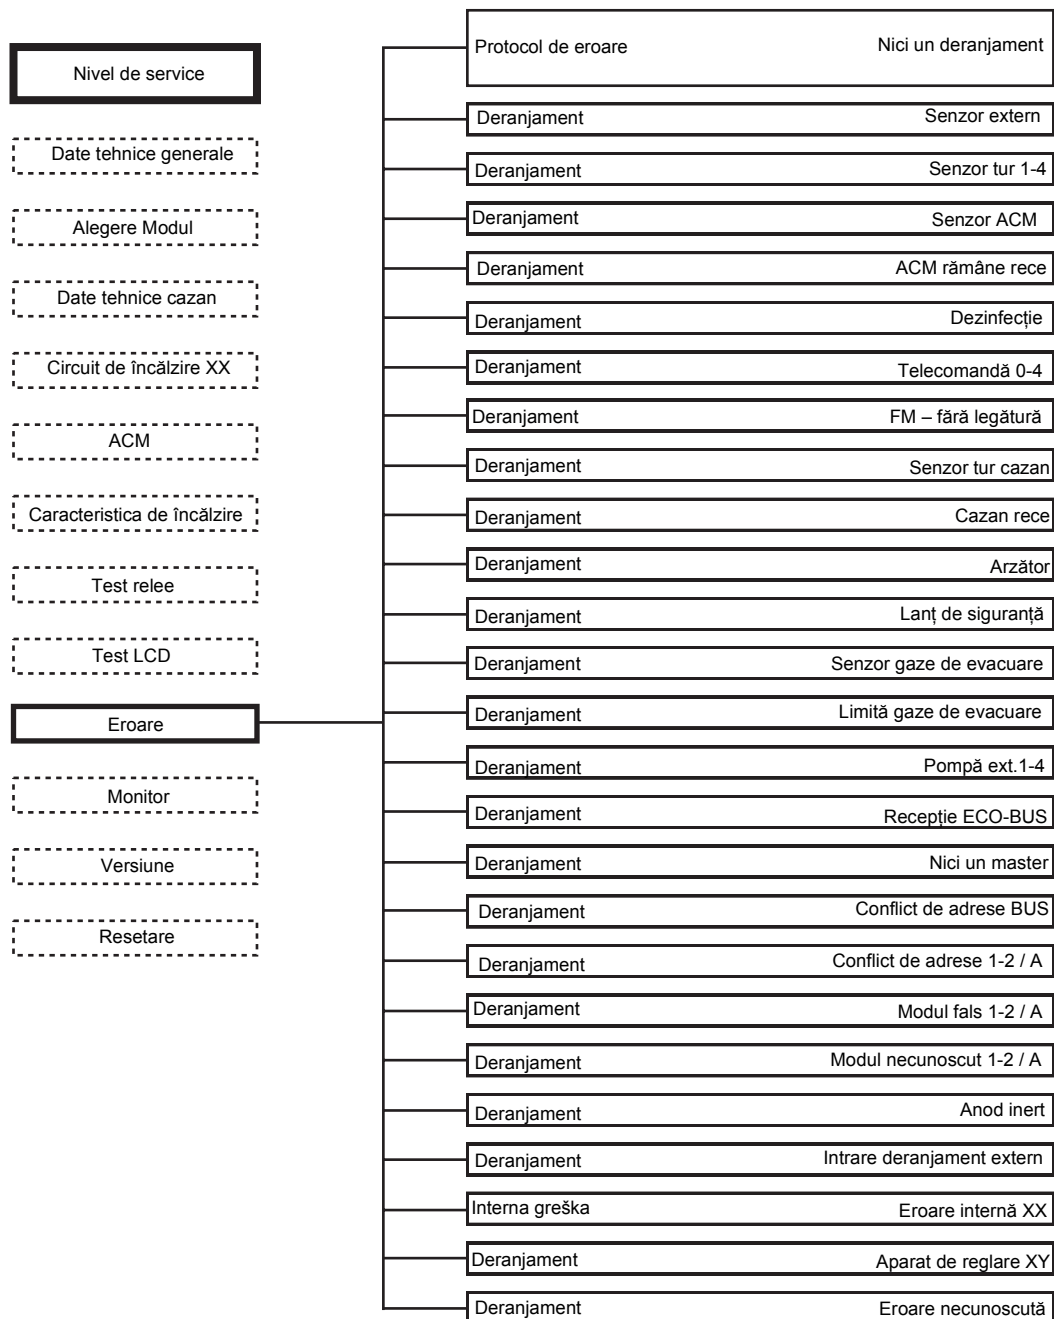 Nivel de service
Date tehnice generale
Alegere Modul
Date tehnice cazan
Circuit de încălzire XX
ACM
Caracteristica de încălzire
Test relee
Test LCD
Eroare
Monitor
Versiune
Resetare
Protocol de eroare Nici un deranjament
Deranjament Senzor extern
Deranjament Senzor tur 1-4
Deranjament Senzor ACM
Deranjament ACM rămâne rece
Deranjament Dezinfecție
Deranjament Telecomandă 0-4
Deranjament FM – fără legătură
Deranjament Senzor tur cazan
Deranjament Cazan rece
Deranjament Arzător
Deranjament Lanț de siguranță
Deranjament Senzor gaze de evacuare
Deranjament Limită gaze de evacuare
Deranjament Pompă ext.1-4
Deranjament Recepție ECO-BUS
Deranjament Nici un master
Deranjament Conflict de adrese BUS
Deranjament Conflict de adrese 1-2 / A
Deranjament Modul fals 1-2 / A
Deranjament Modul necunoscut 1-2 / A
Deranjament Anod inert
Deranjament Intrare deranjament extern
Interna greška Eroare internă XX
Deranjament Aparat de reglare XY
Deranjament Eroare necunoscută